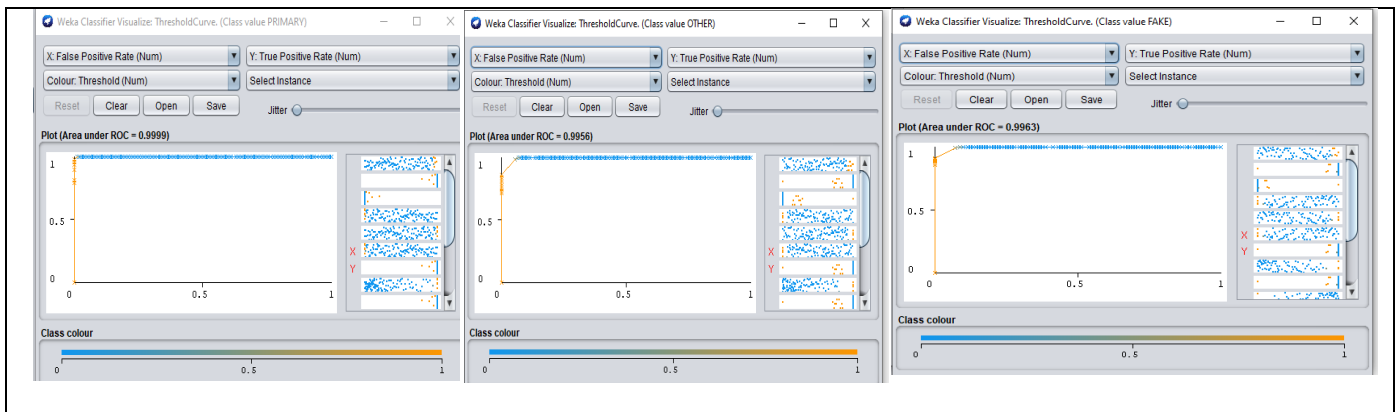 Weka Classifier Visualize: ThresholdCurve. (Class value PRIMARY)
X: False Positive Rate (Num)
Y: True Positive Rate (Num)
Colour: Threshold (Num)
Select Instance
Reset
Clear
Open
Save
Jitter
Plot (Area under ROC = 0.9999)
1
0.5
0
0
0.5
1
X
Y
Class colour
0
0.5
1
Weka Classifier Visualize: ThresholdCurve. (Class value OTHER)
X: False Positive Rate (Num)
Y: True Positive Rate (Num)
Colour: Threshold (Num)
Select Instance
Reset
Clear
Open
Save
Jitter
Plot (Area under ROC = 0.9956)
1
0.5
0
0
0.5
1
X
Y
Class colour
0
0.5
1
Weka Classifier Visualize: ThresholdCurve. (Class value FAKE)
X: False Positive Rate (Num)
Y: True Positive Rate (Num)
Colour: Threshold (Num)
Select Instance
Reset
Clear
Open
Save
Jitter
Plot (Area under ROC = 0.9963)
1
0.5
0
0
0.5
1
X
Y
Class colour
0
0.5
1